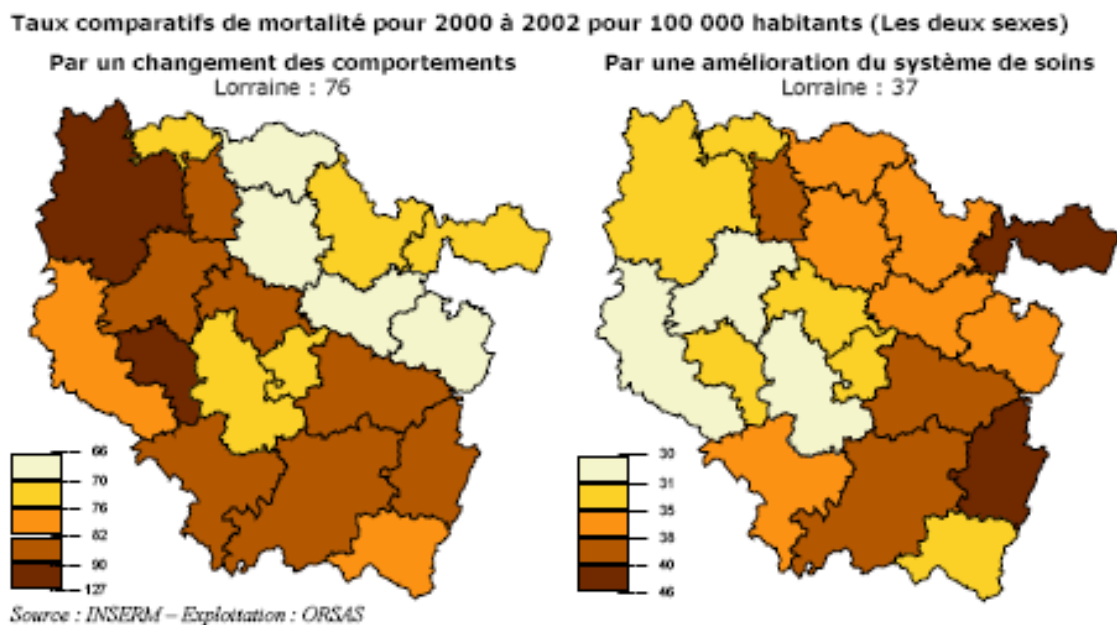 Taux comparatifs de mortalité pour 2000 à 2002 pour 100 000 habitants (Les deux sexes)
Par un changement des comportements
Lorraine : 76
Par une amélioration du système de soins
Lorraine : 37
66
70
76
82
90
127
30
31
35
38
40
46
Source : INSERM – Exploitation : ORSAS